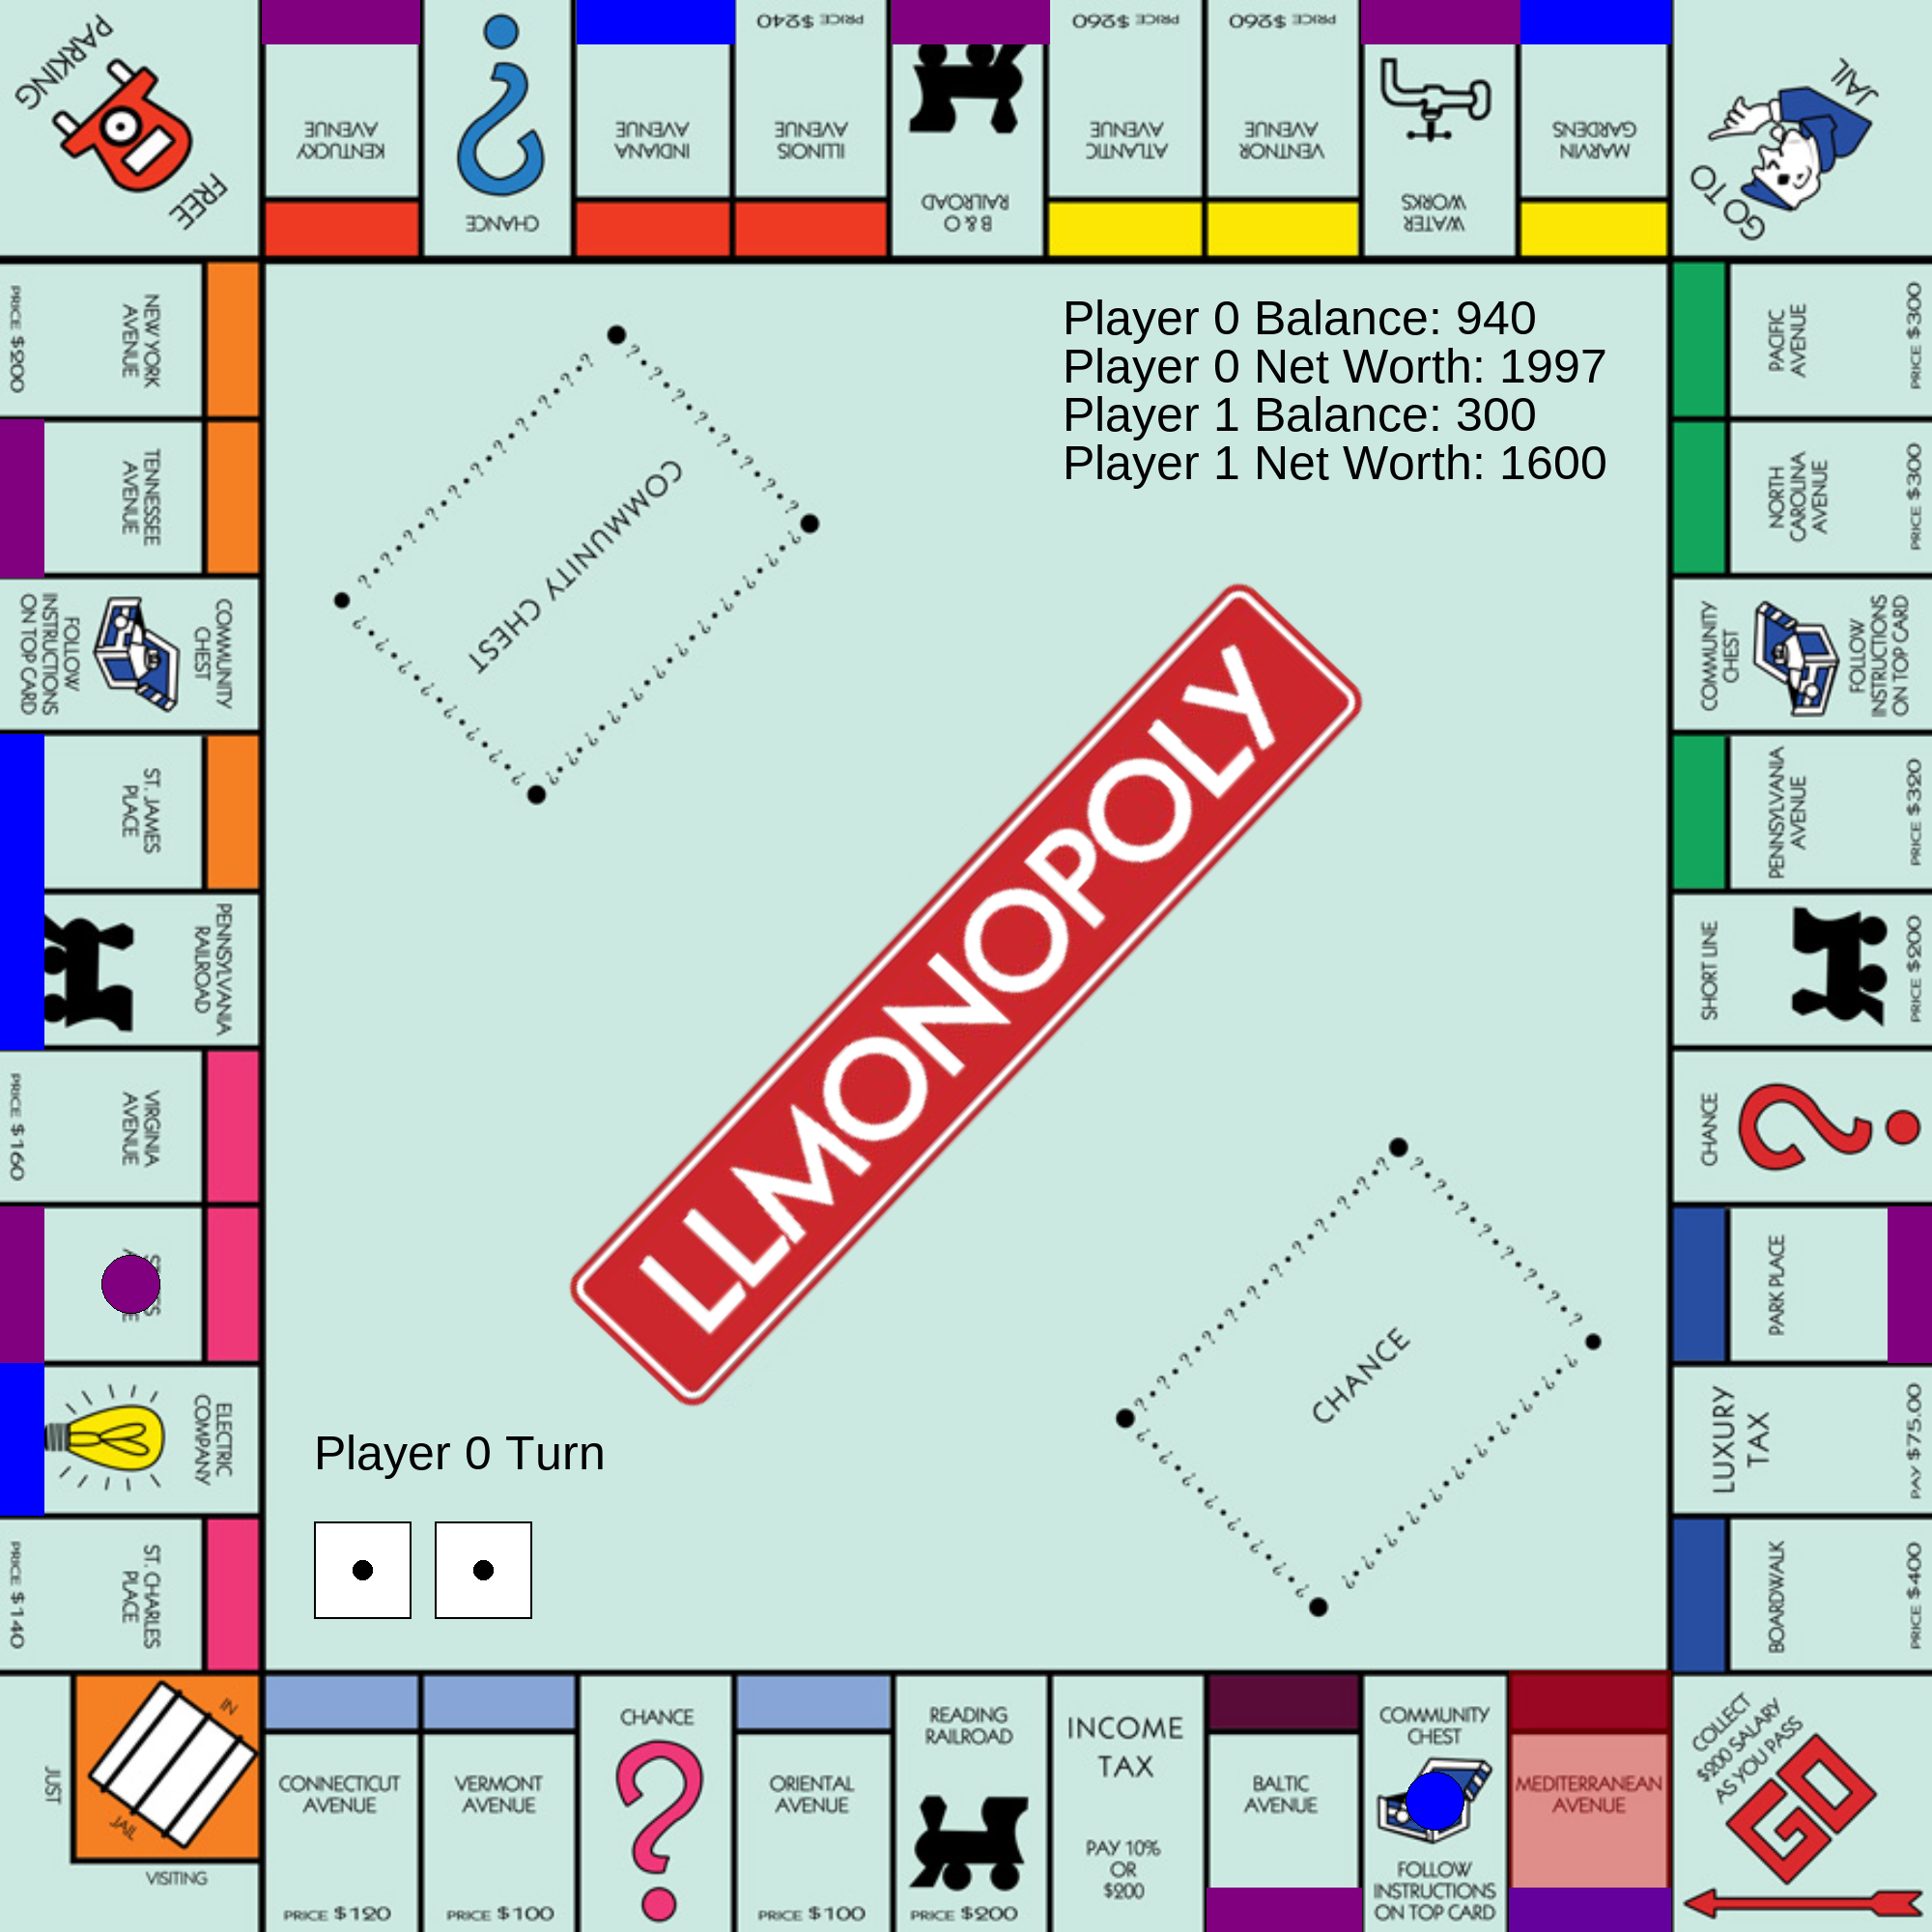 FREE
PARKING
KENTUCKY
AVENUE
CHANCE
INDIANA
AVENUE
ILLINOIS
AVENUE
PRICE $240
B & O
RAILROAD
ATLANTIC
AVENUE
PRICE $260
VENTNOR
AVENUE
PRICE $260
WATER
WORKS
MARVIN
GARDENS
GO TO
JAIL
NEW YORK
AVENUE
PRICE $200
TENNESSEE
AVENUE
COMMUNITY
CHEST
FOLLOW
INSTRUCTIONS
ON TOP CARD
ST. JAMES
PLACE
PENNSYLVANIA
RAILROAD
VIRGINIA
AVENUE
PRICE $160
ELECTRIC
COMPANY
ST. CHARLES
PLACE
PRICE $140
Player 0 Balance: 940
Player 0 Net Worth: 1997
Player 1 Balance: 300
Player 1 Net Worth: 1600
COMMUNITY CHEST
LLMONOPOLY
CHANCE
Player 0 Turn
PACIFIC
AVENUE
PRICE $300
NORTH
CAROLINA
AVENUE
PRICE $300
COMMUNITY
CHEST
FOLLOW
INSTRUCTIONS
ON TOP CARD
PENNSYLVANIA
AVENUE
PRICE $320
SHORT LINE
PRICE $200
CHANCE
PARK PLACE
LUXURY
TAX
PAY $75.00
BOARDWALK
PRICE $400
IN
JAIL
JUST
VISITING
CONNECTICUT
AVENUE
PRICE $120
VERMONT
AVENUE
PRICE $100
CHANCE
ORIENTAL
AVENUE
PRICE $100
READING
RAILROAD
PRICE $200
INCOME
TAX
PAY 10%
OR
$200
BALTIC
AVENUE
COMMUNITY
CHEST
FOLLOW
INSTRUCTIONS
ON TOP CARD
MEDITERRANEAN
AVENUE
COLLECT
$200 SALARY
AS YOU PASS
GO